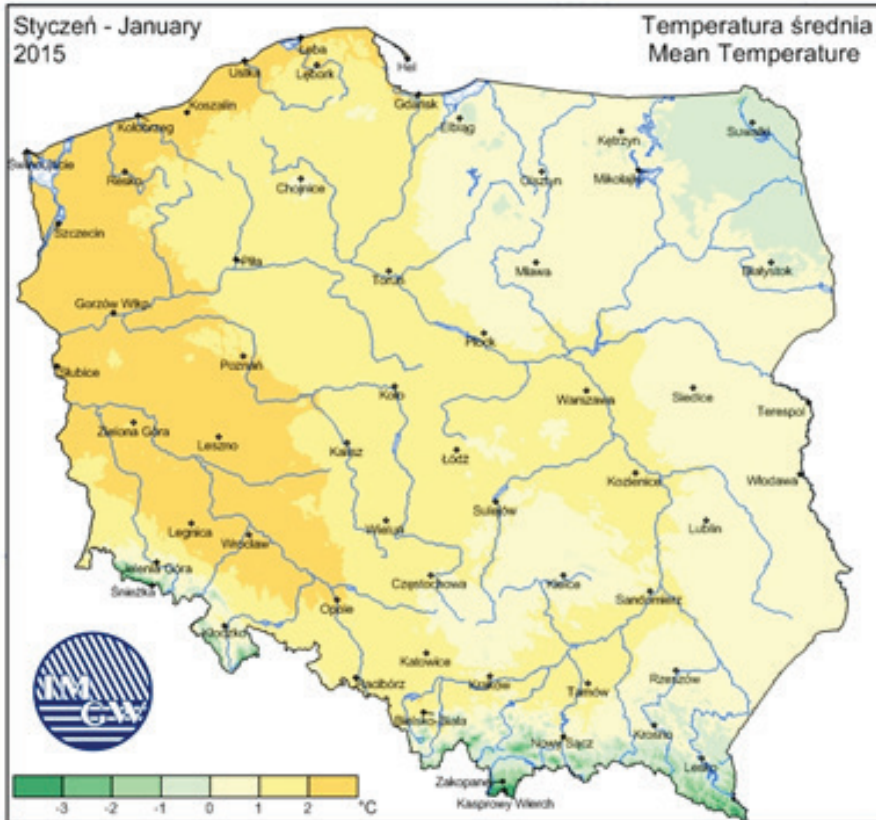 Styczeń - January
2015
Temperatura średnia
Mean Temperature
Łeba
Ustka
Lębork
Hel
Koszalin
Gdańsk
Kołobrzeg
Elbląg
Suwałki
Kętrzyn
Świnoujście
Resko
Chojnice
Olsztyn
Mikołajki
Szczecin
Piła
Toruń
Mława
Białystok
Gorzów Wlkp.
Płock
Słubice
Poznań
Koło
Warszawa
Siedlce
Terespol
Zielona Góra
Leszno
Kalisz
Łódź
Kozienice
Włodawa
Sulejów
Legnica
Wrocław
Wieluń
Lublin
Jelenia Góra
Śnieżka
Częstochowa
Kielce
Opole
Sandomierz
Kłodzko
Katowice
Racibórz
Kraków
Tarnów
Rzeszów
Bielsko-Biała
Nowy Sącz
Krosno
Lesko
Zakopane
Kasprowy Wierch
IM
GW
-3 -2 -1 0 1 2 °C